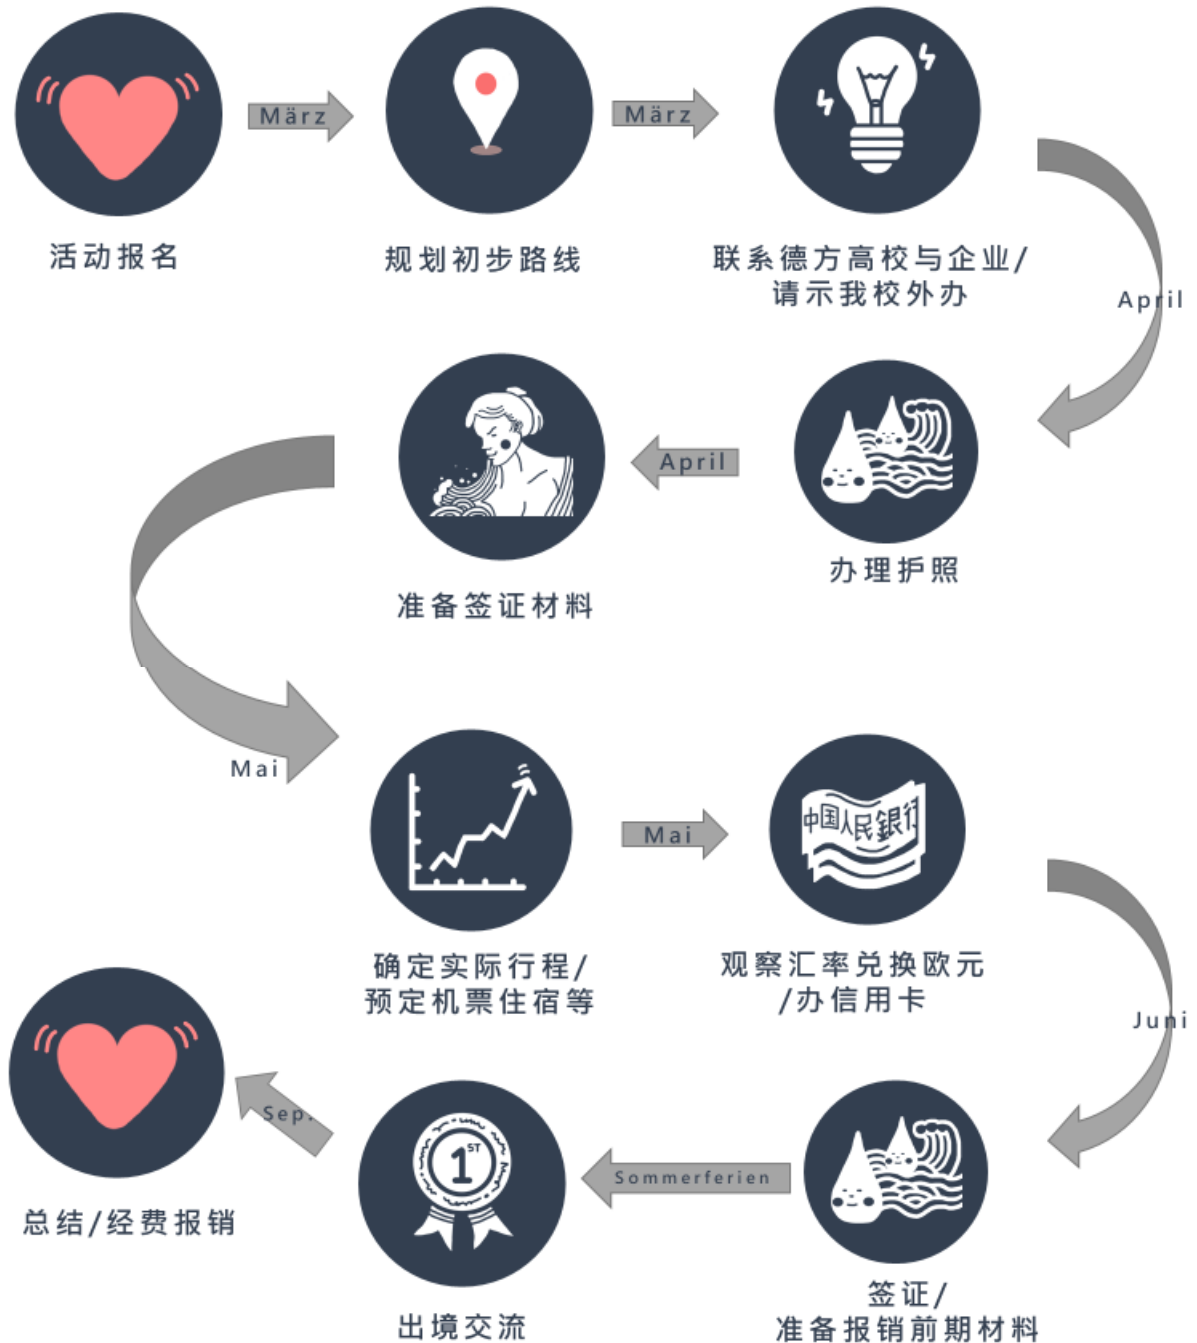 März
März
活动报名
规划初步路线
联系德方高校与企业/
请示我校外办
April
April
办理护照
准备签证材料
Mai
Mai
中国人民銀行
确定实际行程/
预定机票住宿等
观察汇率兑换欧元
/办信用卡
Juni
Sep.
1ST
Sommerferien
总结/经费报销
出境交流
签证/
准备报销前期材料